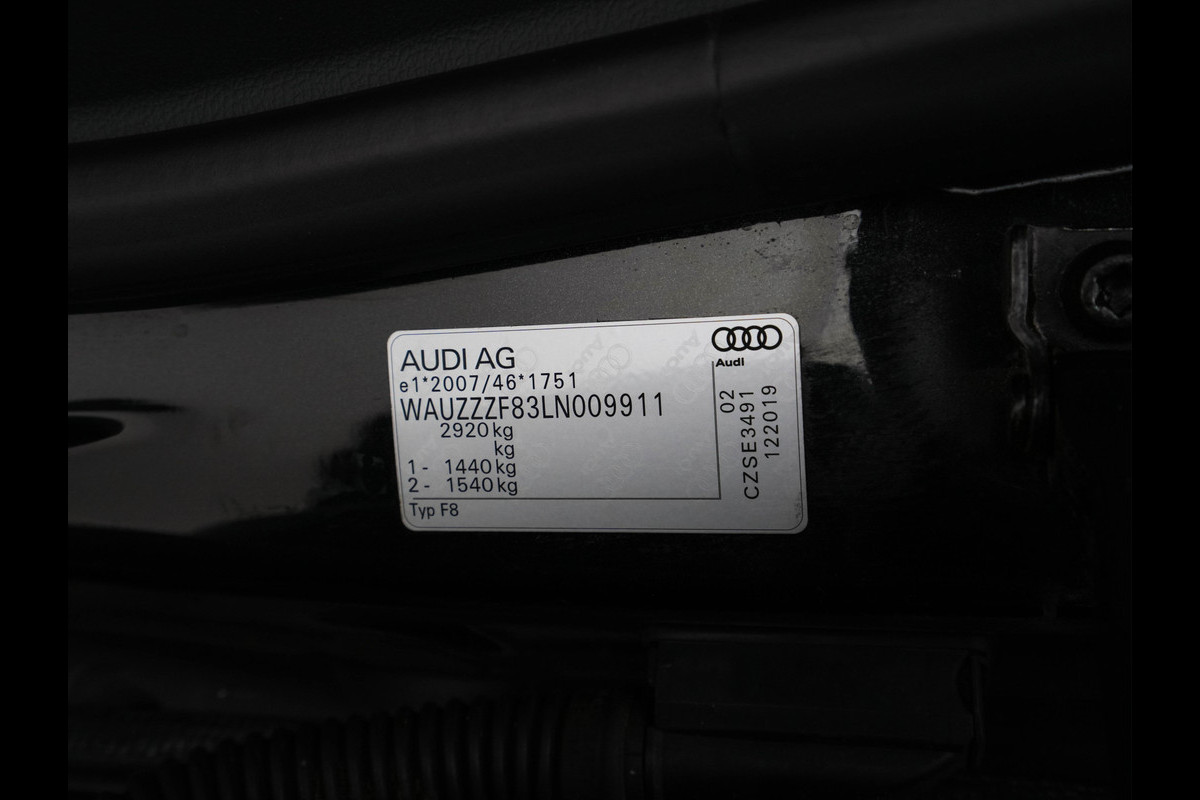 AUDI AG
e1*2007/46*1751
WAUZZZF83LN009911
2920 kg
kg
1 - 1440 kg
2 - 1540 kg
Typ F8
Audi
02
CZSE3491
122019